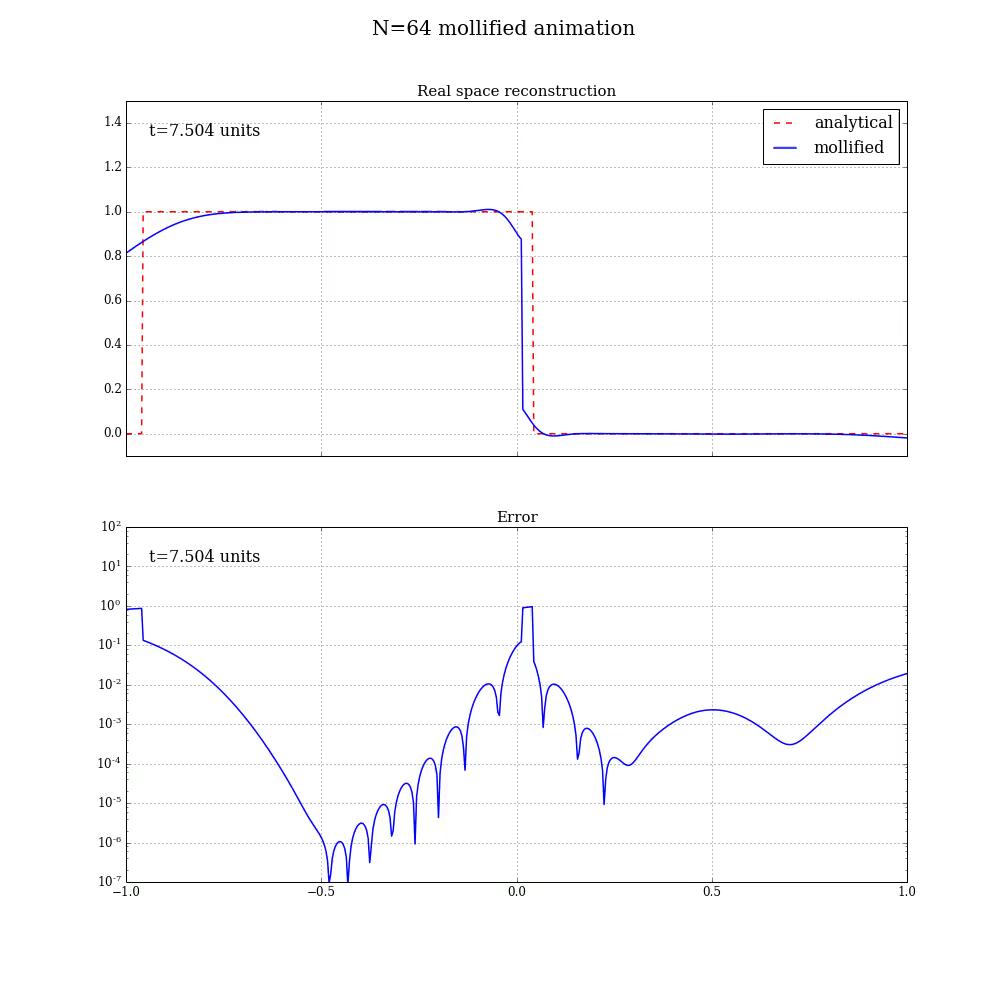 N=64 mollified animation
Real space reconstruction
t=7.504 units
analytical
mollified
1.4
1.2
1.0
0.8
0.6
0.4
0.2
0.0
Error
t=7.504 units
10²
10¹
10⁰
10⁻¹
10⁻²
10⁻³
10⁻⁴
10⁻⁵
10⁻⁶
10⁻⁷
−1.0 −0.5 0.0 0.5 1.0